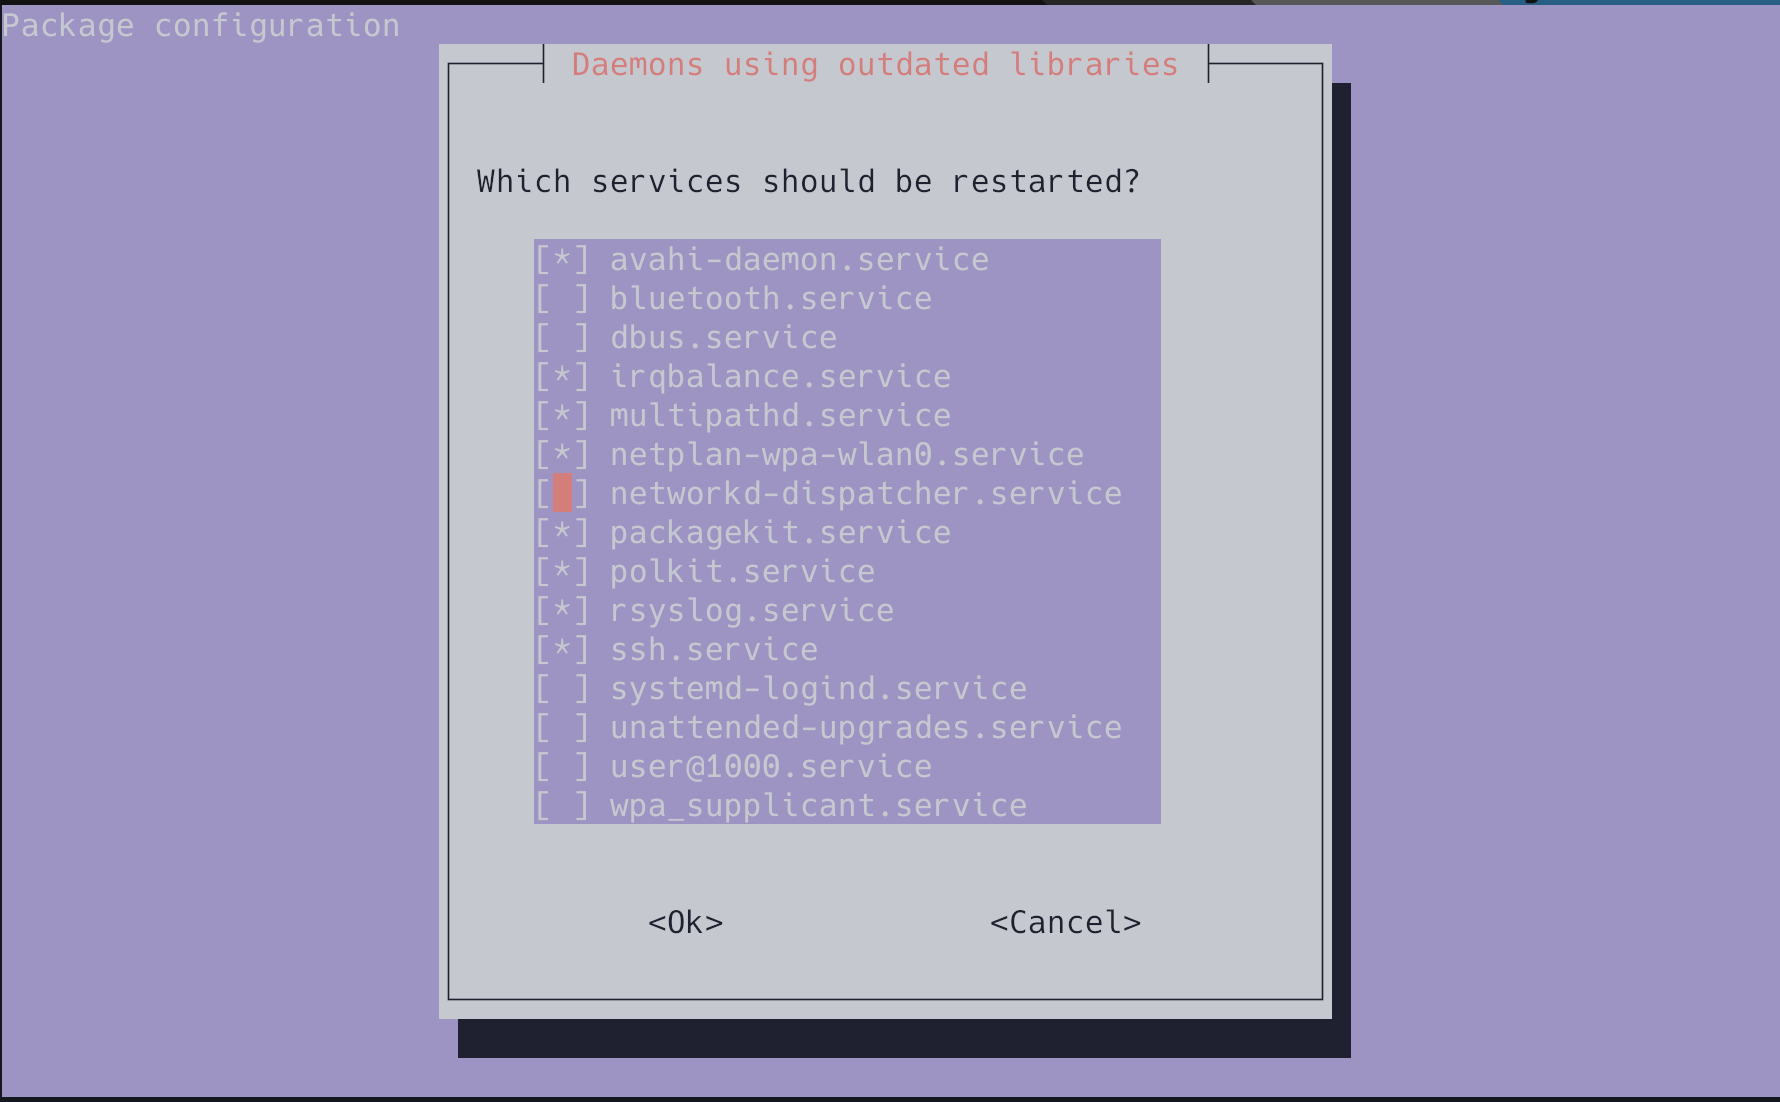 Package configuration
Daemons using outdated libraries
Which services should be restarted?
[*] avahi-daemon.service
[ ] bluetooth.service
[ ] dbus.service
[*] irqbalance.service
[*] multipathd.service
[*] netplan-wpa-wlan0.service
[ ] networkd-dispatcher.service
[*] packagekit.service
[*] polkit.service
[*] rsyslog.service
[*] ssh.service
[ ] systemd-logind.service
[ ] unattended-upgrades.service
[ ] user@1000.service
[ ] wpa_supplicant.service
<Ok> <Cancel>